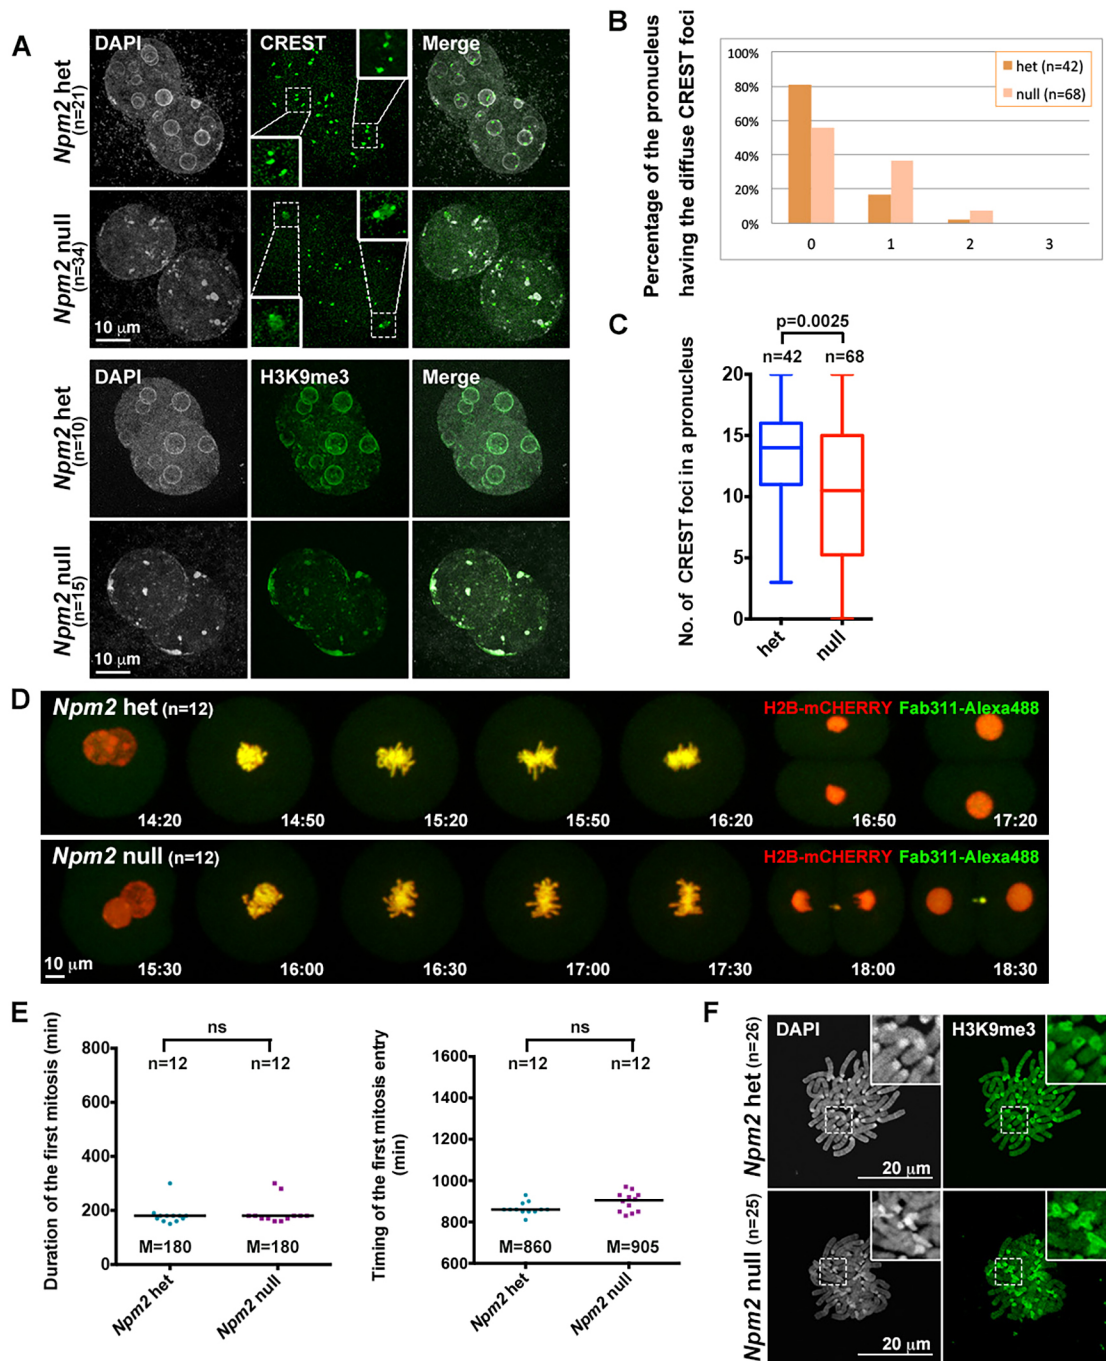 A
DAPI
CREST
Merge
Npm2 het
(n=21)
Npm2 null
(n=34)
10 μm
DAPI
H3K9me3
Merge
Npm2 het
(n=10)
Npm2 null
(n=15)
10 μm
B
Percentage of the pronucleus
having the diffuse CREST foci
100%
80%
60%
40%
20%
0%
0
1
2
3
het (n=42)
null (n=68)
C
p=0.0025
n=42
n=68
No. of CREST foci in a pronucleus
20
15
10
5
0
het
null
D
Npm2 het (n=12)
H2B-mCHERRY Fab311-Alexa488
14:20
14:50
15:20
15:50
16:20
16:50
17:20
Npm2 null (n=12)
H2B-mCHERRY Fab311-Alexa488
10 μm
15:30
16:00
16:30
17:00
17:30
18:00
18:30
E
Duration of the first mitosis (min)
800
600
400
200
0
ns
n=12
n=12
M=180
M=180
Npm2 het
Npm2 null
Timing of the first mitosis entry
(min)
1600
1400
1200
1000
800
600
ns
n=12
n=12
M=860
M=905
Npm2 het
Npm2 null
F
DAPI
H3K9me3
Npm2 het (n=26)
20 μm
Npm2 null (n=25)
20 μm